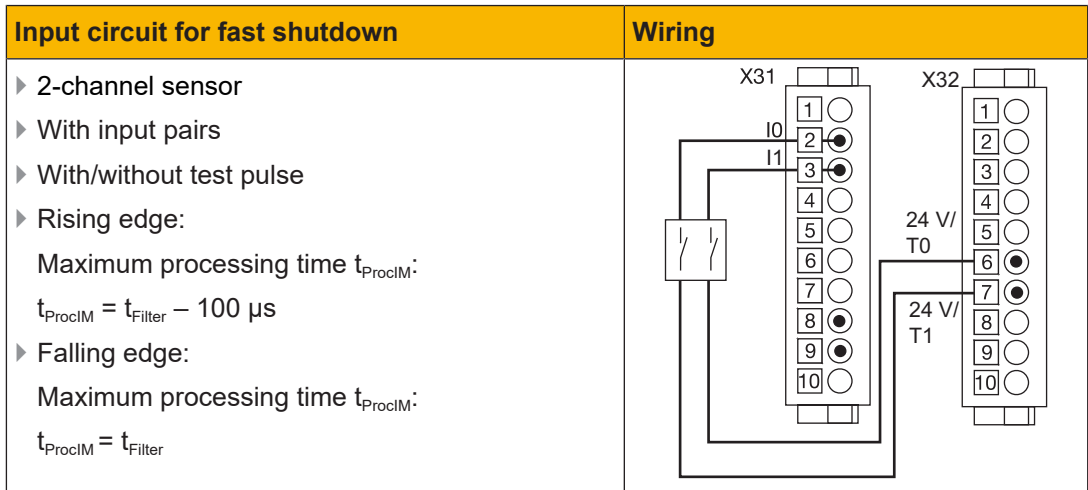 Input circuit for fast shutdown
Wiring
2-channel sensor
With input pairs
With/without test pulse
Rising edge:
Maximum processing time tProcIM:
tProcIM = tFilter – 100 µs
Falling edge:
Maximum processing time tProcIM:
tProcIM = tFilter
X31
1
I0
2
I1
3
4
5
6
7
8
9
10
X32
1
2
3
4
24 V/
T0
5
6
7
24 V/
T1
8
9
10